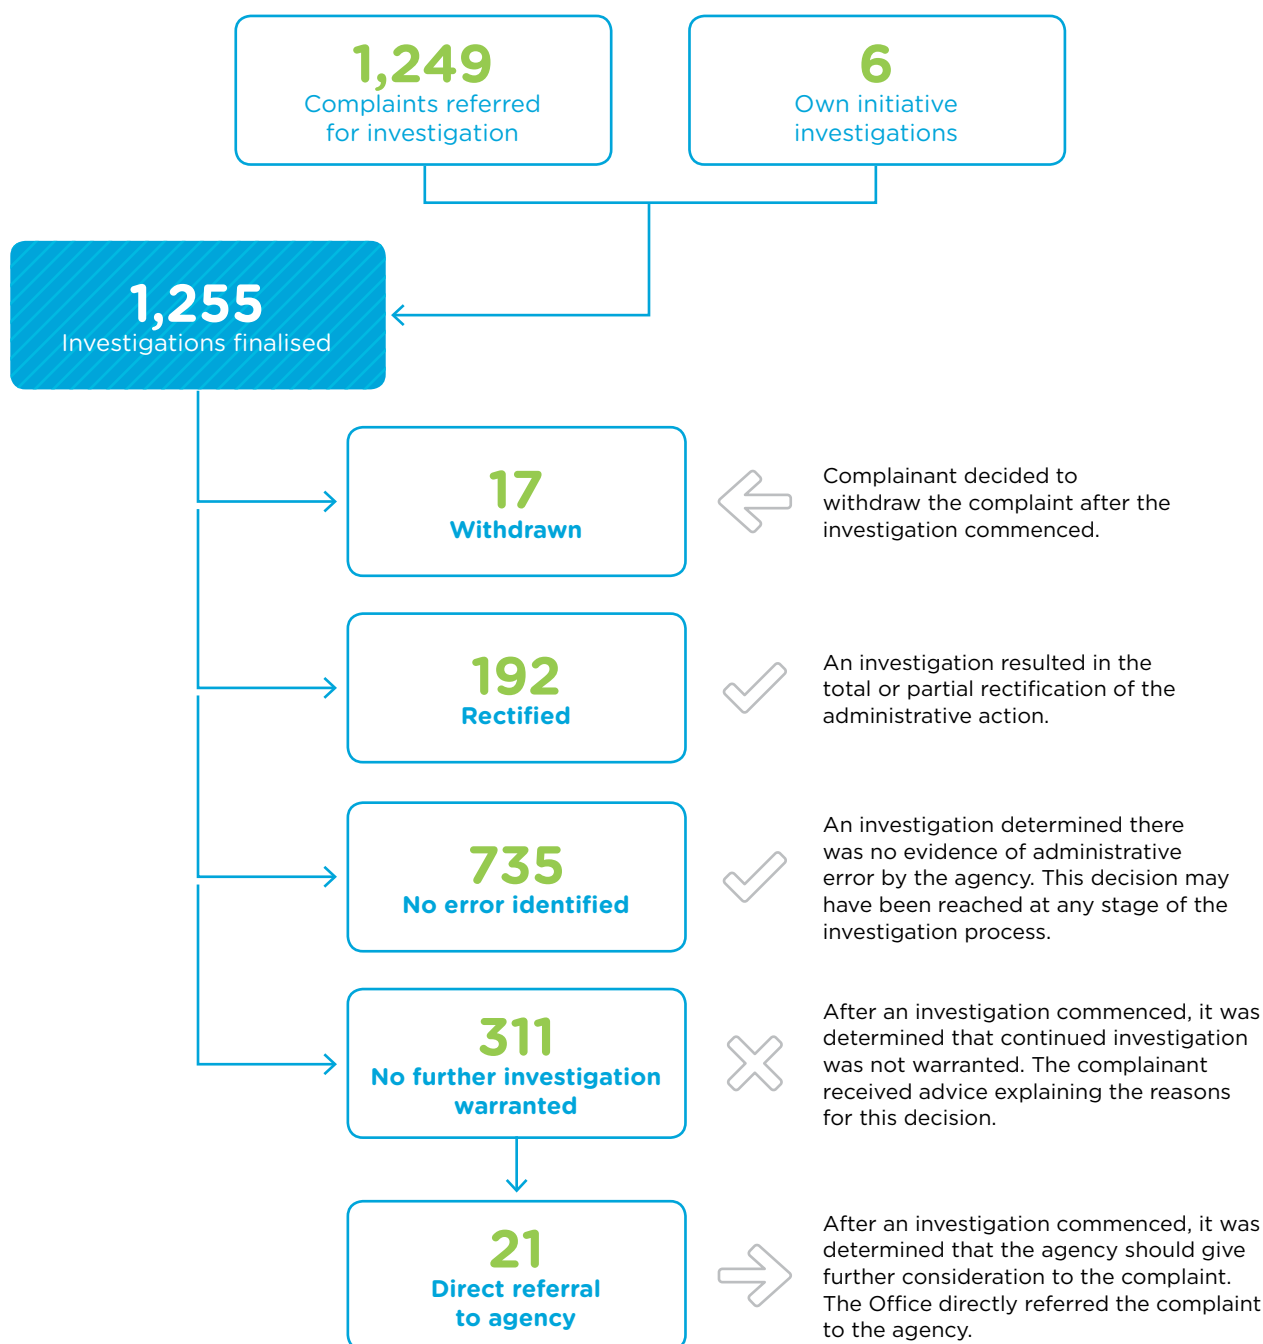 1,249
Complaints referred
for investigation
6
Own initiative
investigations
1,255
Investigations finalised
17
Withdrawn
Complainant decided to
withdraw the complaint after the
investigation commenced.
192
Rectified
An investigation resulted in the
total or partial rectification of the
administrative action.
735
No error identified
An investigation determined there
was no evidence of administrative
error by the agency. This decision may
have been reached at any stage of the
investigation process.
311
No further investigation
warranted
After an investigation commenced, it was
determined that continued investigation
was not warranted. The complainant
received advice explaining the reasons
for this decision.
21
Direct referral
to agency
After an investigation commenced, it was
determined that the agency should give
further consideration to the complaint.
The Office directly referred the complaint
to the agency.